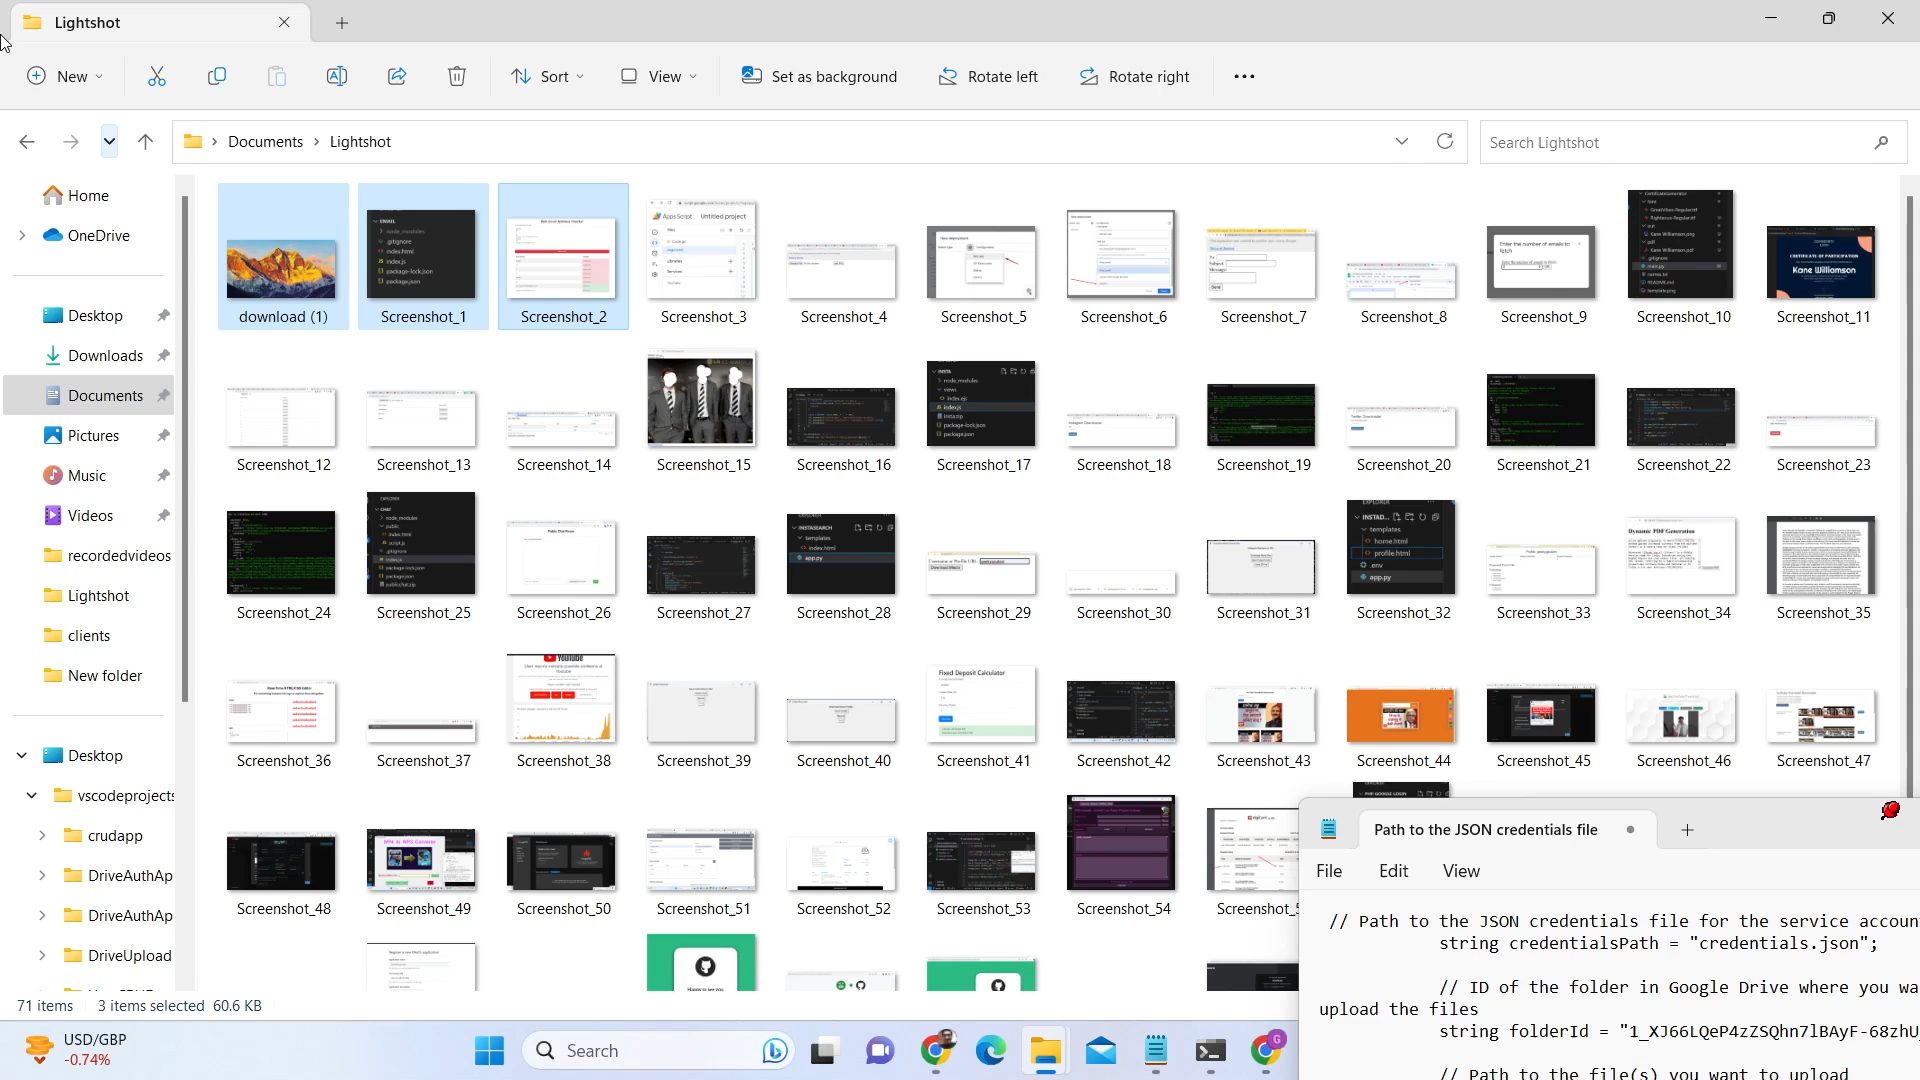 Lightshot
New
Sort
View
Set as background
Rotate left
Rotate right
Documents
Lightshot
Search Lightshot
Home
OneDrive
Desktop
Downloads
Documents
Pictures
Music
Videos
recordedvideos
Lightshot
clients
New folder
Desktop
vscodeprojects
crudapp
DriveAuthAp
DriveAuthAp
DriveUpload
download (1)
Screenshot_1
Screenshot_2
Screenshot_3
Screenshot_4
Screenshot_5
Screenshot_6
Screenshot_7
Screenshot_8
Screenshot_9
Screenshot_10
Screenshot_11
Screenshot_12
Screenshot_13
Screenshot_14
Screenshot_15
Screenshot_16
Screenshot_17
Screenshot_18
Screenshot_19
Screenshot_20
Screenshot_21
Screenshot_22
Screenshot_23
Screenshot_24
Screenshot_25
Screenshot_26
Screenshot_27
Screenshot_28
Screenshot_29
Screenshot_30
Screenshot_31
Screenshot_32
Screenshot_33
Screenshot_34
Screenshot_35
Screenshot_36
Screenshot_37
Screenshot_38
Screenshot_39
Screenshot_40
Screenshot_41
Screenshot_42
Screenshot_43
Screenshot_44
Screenshot_45
Screenshot_46
Screenshot_47
Screenshot_48
Screenshot_49
Screenshot_50
Screenshot_51
Screenshot_52
Screenshot_53
Screenshot_54
71 items
3 items selected 60.6 KB
Path to the JSON credentials file
File
Edit
View
// Path to the JSON credentials file for the service accoun
string credentialsPath = "credentials.json";
// ID of the folder in Google Drive where you wa
upload the files
string folderId = "1_XJ66LQeP4zZSQhn7lBAyF-68zhU
// Path to the file(s) you want to upload
USD/GBP
-0.74%
Search